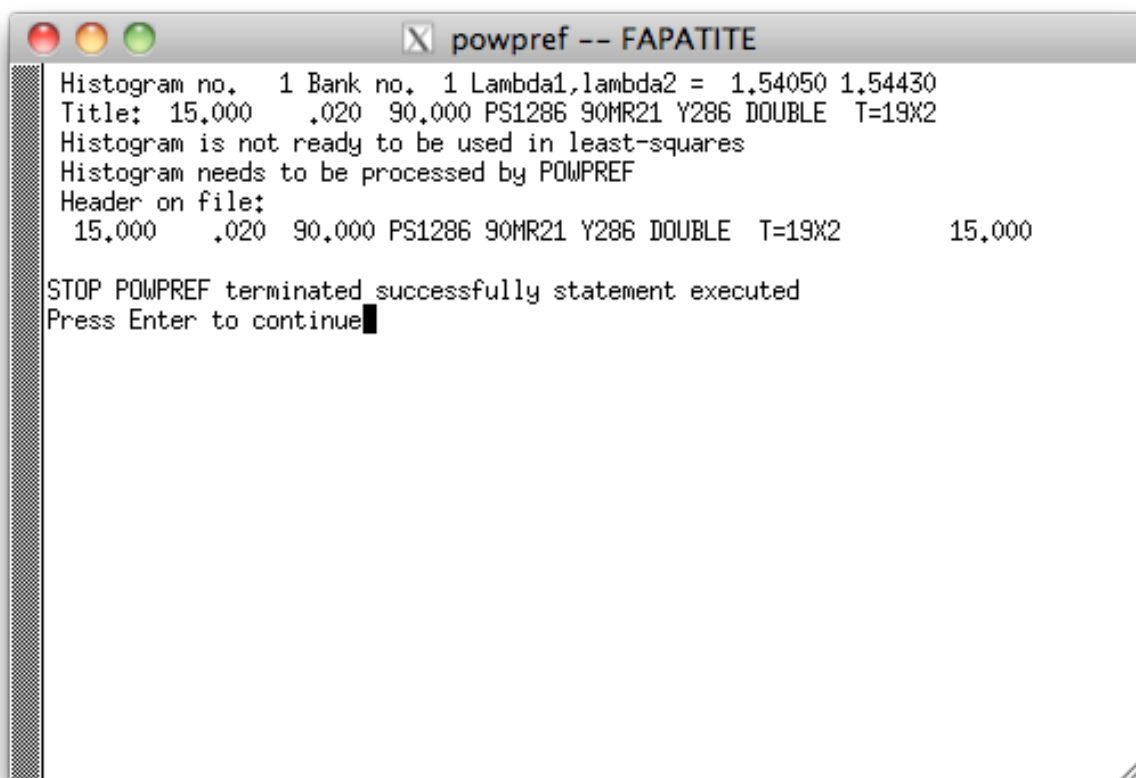 powpref -- FAPATITE
Histogram no.   1 Bank no.  1 Lambda1,lambda2 =  1.54050 1.54430
Title:  15.000     .020  90.000 PS1286 90MR21 Y286 DOUBLE  T=19X2
Histogram is not ready to be used in least-squares
Histogram needs to be processed by POWPREF
Header on file:
15.000     .020  90.000 PS1286 90MR21 Y286 DOUBLE  T=19X2        15.000
STOP POWPREF terminated successfully statement executed
Press Enter to continue